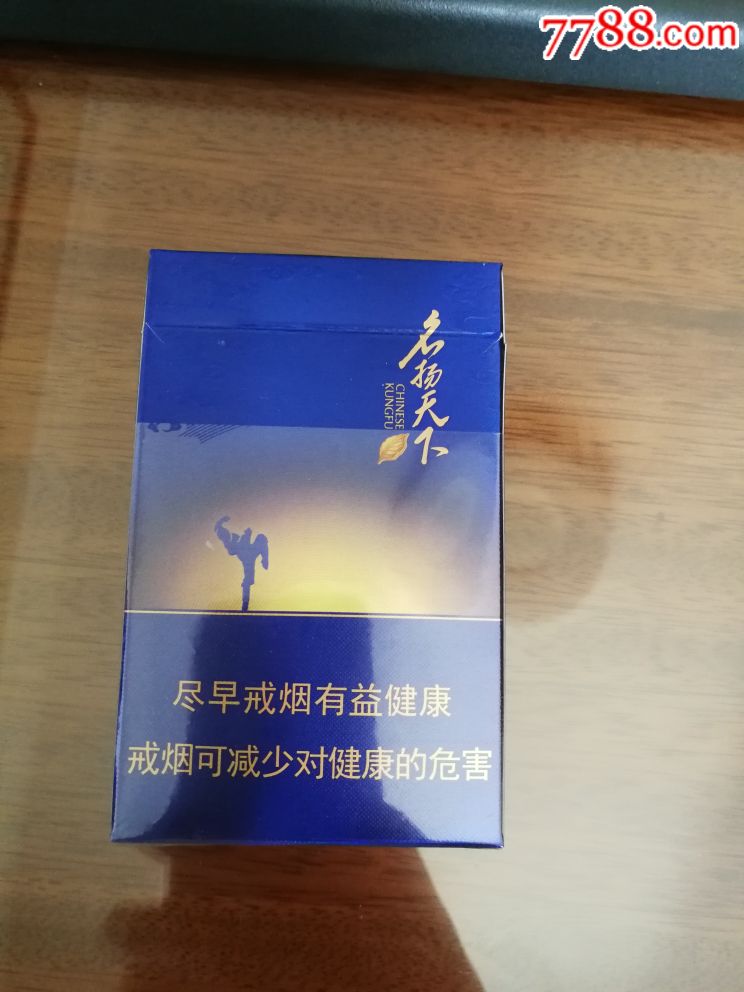 7788.com
名扬天下
CHINESE
KUNGFU
尽早戒烟有益健康
戒烟可减少对健康的危害